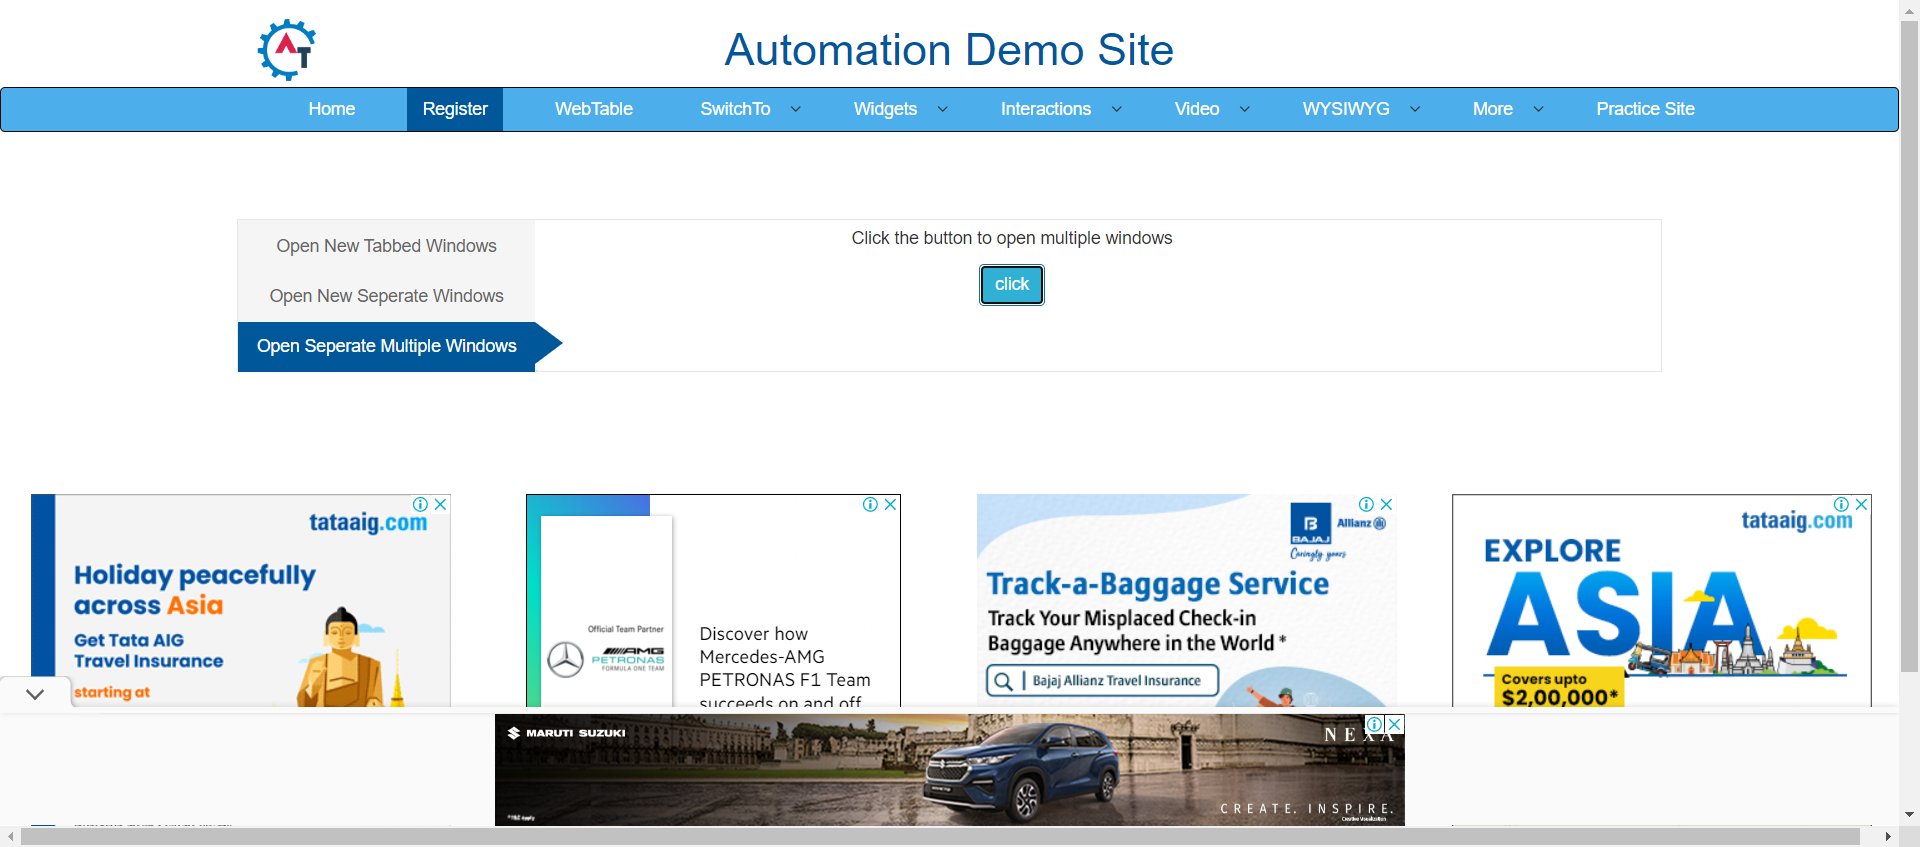 AT
Automation Demo Site
Home Register WebTable SwitchTo Widgets Interactions Video WYSIWYG More Practice Site
Open New Tabbed Windows
Open New Seperate Windows
Open Seperate Multiple Windows
Click the button to open multiple windows
click
tataaig.com
Holiday peacefully
across Asia
Get Tata AIG
Travel Insurance
starting at
Official Team Partner
AMG
PETRONAS
FORMULA ONE TEAM
Discover how
Mercedes-AMG
PETRONAS F1 Team
succeeds on and off
B
BAJAJ
Allianz
Caringly yours
Track-a-Baggage Service
Track Your Misplaced Check-in
Baggage Anywhere in the World *
Bajaj Allianz Travel Insurance
tataaig.com
EXPLORE
ASIA
Covers upto
$2,00,000*
MARUTI SUZUKI
NEXA
CREATE. INSPIRE.
Creative Visualization.